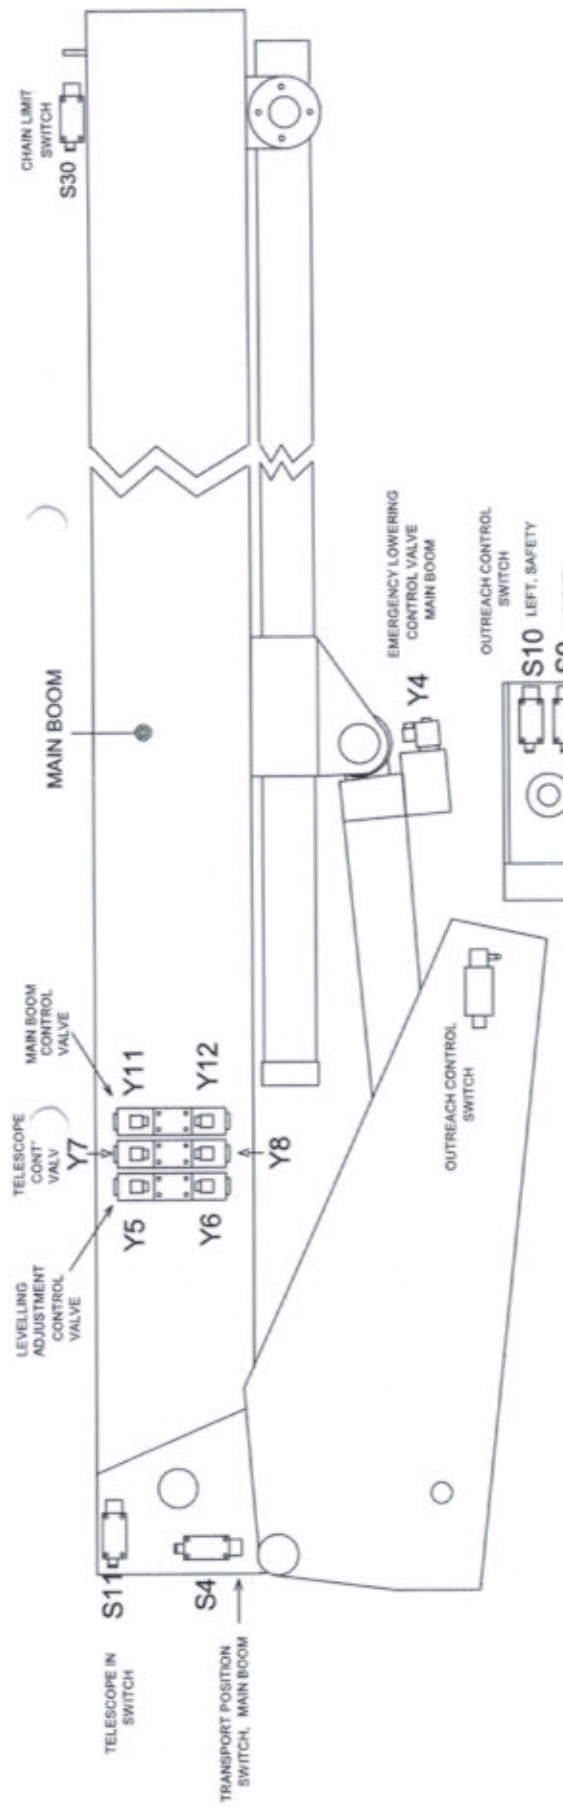 CHAIN LIMIT
SWITCH
S30
MAIN BOOM
EMERGENCY LOWERING
CONTROL VALVE
MAIN BOOM
Y4
OUTREACH CONTROL
SWITCH
S10 LEFT, SAFETY
S9
MAIN BOOM
CONTROL
VALVE
Y11
Y12
TELESCOPE
CONT'
VALV
Y7
Y8
LEVELLING
ADJUSTMENT
CONTROL
VALVE
Y5
Y6
OUTREACH CONTROL
SWITCH
TELESCOPE IN
SWITCH
S11
TRANSPORT POSITION
SWITCH, MAIN BOOM
S4